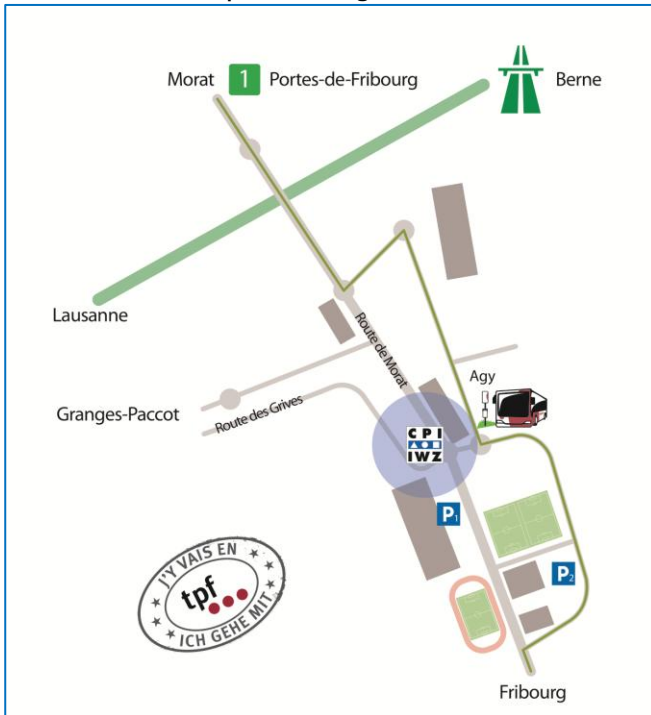 Morat 1 Portes-de-Fribourg Berne
Lausanne
Route de Morat
Agy
Granges-Paccot
Route des Grives
CPI
IWZ
P1
P2
J'Y VAIS EN
tpf
ICH GEHE MIT
Fribourg